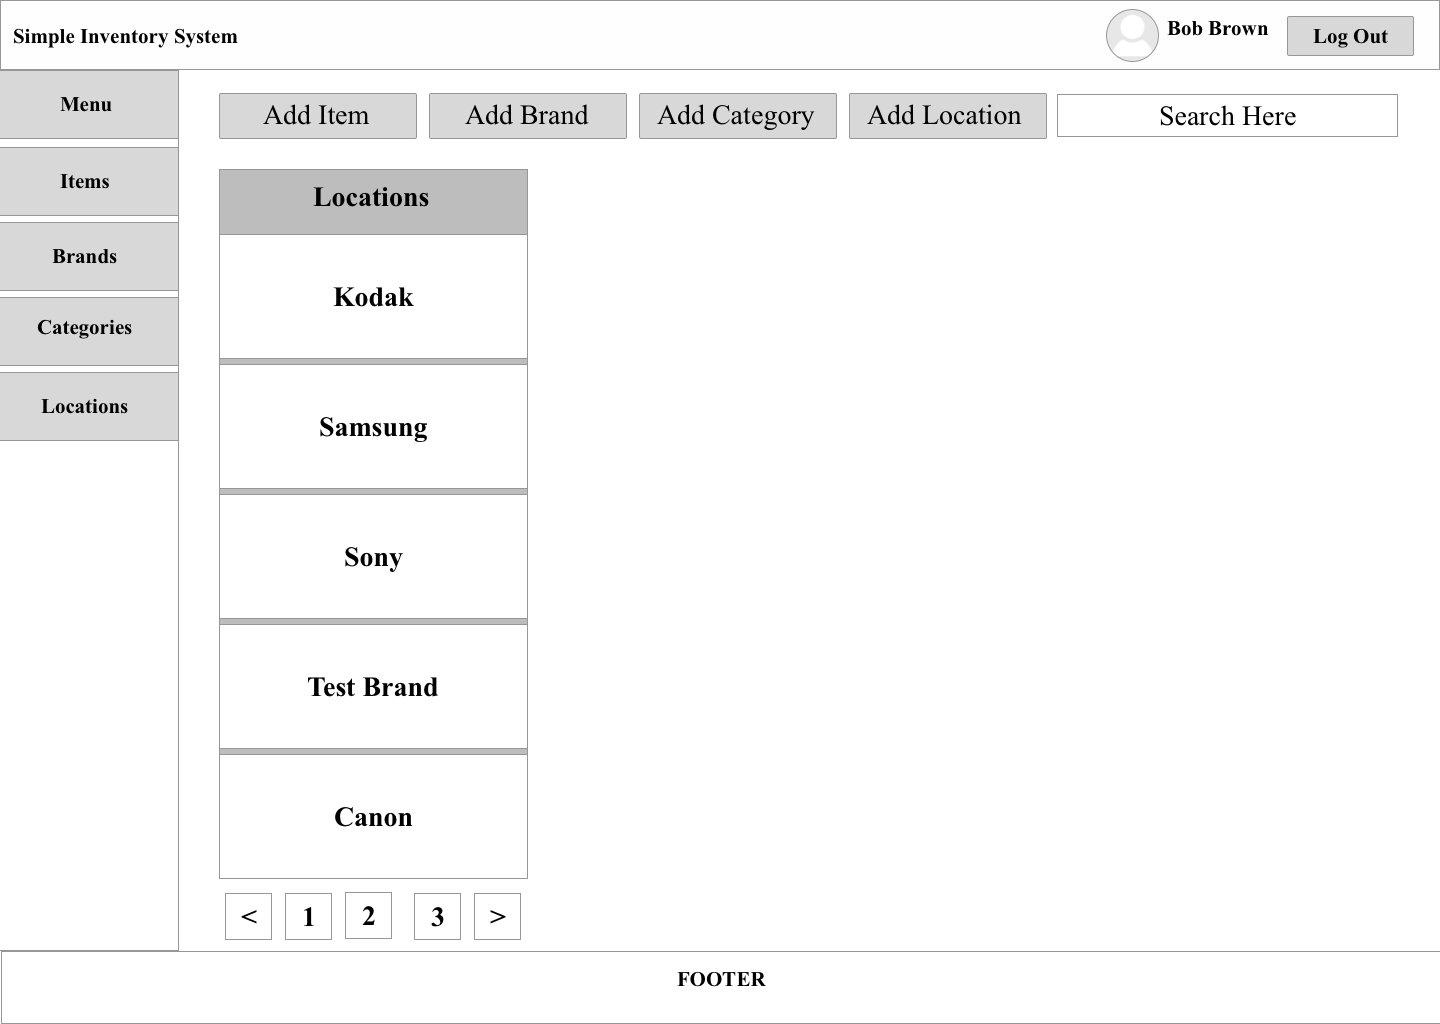 Simple Inventory System
Bob Brown
Log Out
Menu
Items
Brands
Categories
Locations
Add Item
Add Brand
Add Category
Add Location
Search Here
Locations
Kodak
Samsung
Sony
Test Brand
Canon
< 1 2 3 >
FOOTER